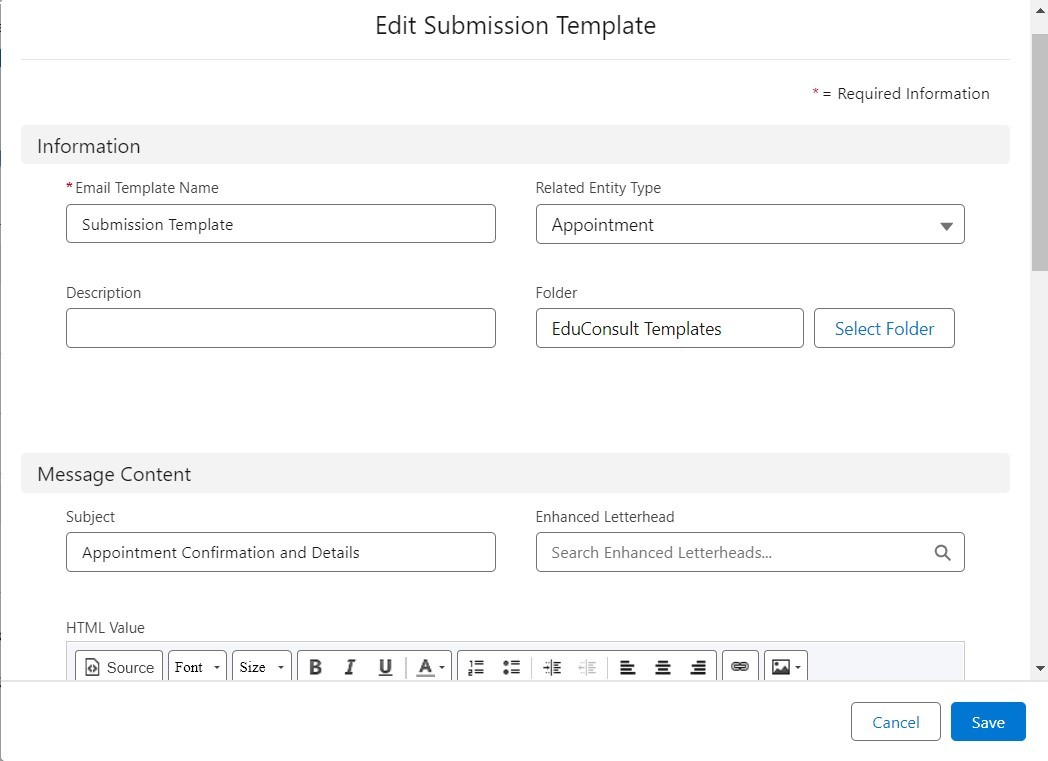 Edit Submission Template
* = Required Information
Information
*Email Template Name
Related Entity Type
Submission Template
Appointment
Description
Folder
EduConsult Templates
Select Folder
Message Content
Subject
Enhanced Letterhead
Appointment Confirmation and Details
Search Enhanced Letterheads...
HTML Value
Source Font Size B I U A
Cancel
Save